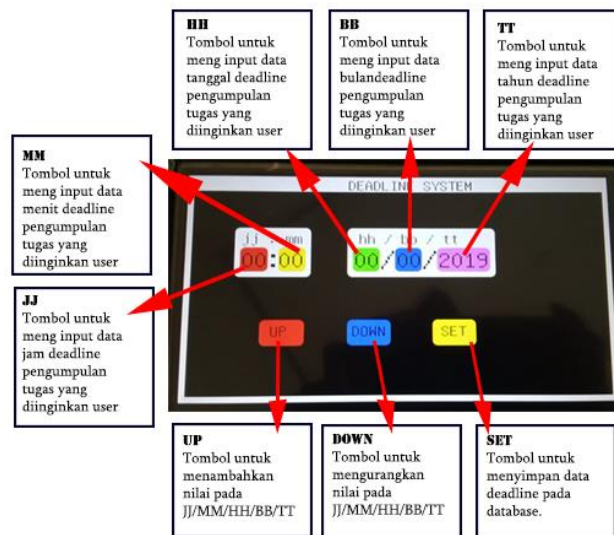 HH
Tombol untuk
meng input data
tanggal deadline
pengumpulan
tugas yang
diinginkan user
BB
Tombol untuk
meng input data
bulandeadline
pengumpulan
tugas yang
diinginkan user
TT
Tombol untuk
meng input data
tahun deadline
pengumpulan
tugas yang
diinginkan user
MM
Tombol untuk
meng input data
menit deadline
pengumpulan
tugas yang
diinginkan user
JJ
Tombol untuk
meng input data
jam deadline
pengumpulan
tugas yang
diinginkan user
DEADLINE SYSTEM
jj : mm
hh / bb / tt
00:00
00/00/2019
UP
DOWN
SET
UP
Tombol untuk
menambahkan
nilai pada
JJ/MM/HH/BB/TT
DOWN
Tombol untuk
mengurangkan
nilai pada
JJ/MM/HH/BB/TT
SET
Tombol untuk
menyimpan data
deadline pada
database.